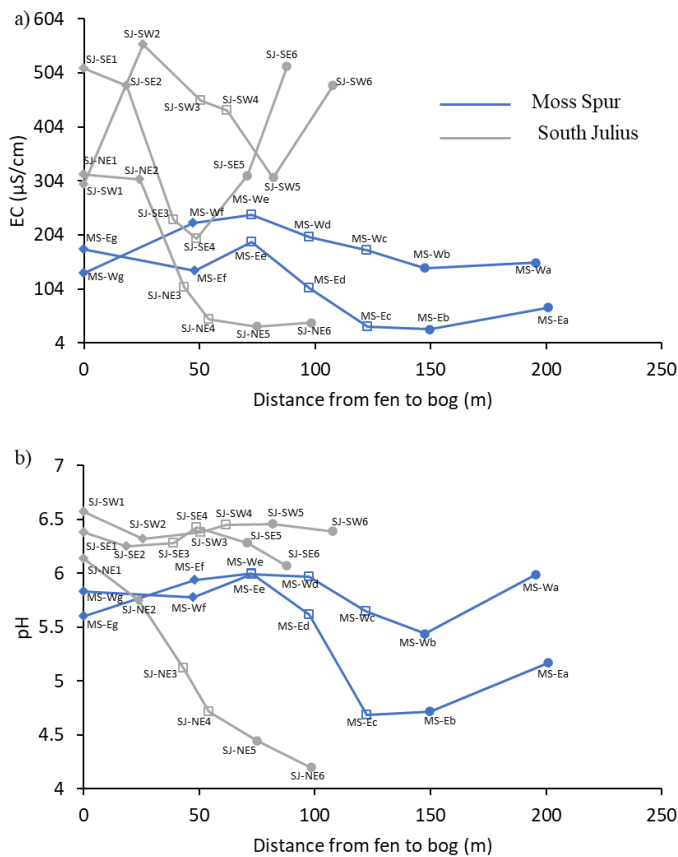 a)
604
504
404
304
204
104
4
EC (µS/cm)
SJ-SE1
SJ-SW2
SJ-SE2
SJ-SE6
SJ-SW6
SJ-SW3
SJ-SW4
Moss Spur
South Julius
SJ-NE1
SJ-NE2
SJ-SW1
SJ-SE5
SJ-SW5
SJ-SE3
MS-Wf
MS-We
SJ-SE4
MS-Eg
MS-Wg
MS-Ef
MS-Ee
MS-Wd
MS-Wc
MS-Wb
MS-Wa
SJ-NE3
MS-Ed
SJ-NE4
SJ-NE5
SJ-NE6
MS-Ec
MS-Eb
MS-Ea
0 50 100 150 200 250
Distance from fen to bog (m)
b)
7
6.5
6
5.5
5
4.5
4
pH
SJ-SW1
SJ-SW2
SJ-SE4
SJ-SW4
SJ-SW5
SJ-SW6
SJ-SE1
SJ-SE2
SJ-SE3
SJ-SW3
SJ-SE5
SJ-SE6
SJ-NE1
MS-Ef
MS-We
MS-Wd
MS-Wa
MS-Wg
SJ-NE2
MS-Wf
MS-Ee
MS-Eg
MS-Ed
MS-Wc
MS-Wb
SJ-NE3
MS-Ea
SJ-NE4
MS-Ec
MS-Eb
SJ-NE5
SJ-NE6
0 50 100 150 200 250
Distance from fen to bog (m)